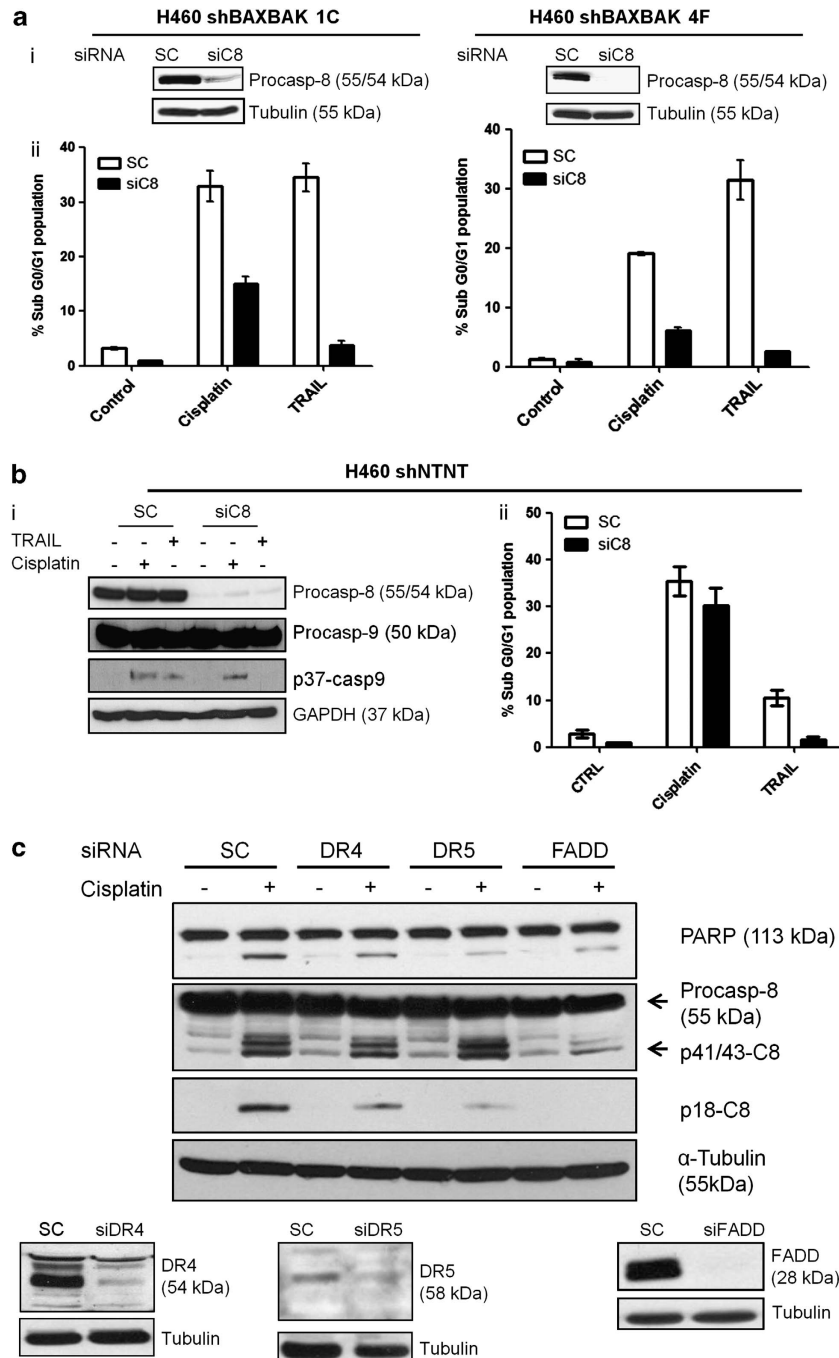 a
H460 shBAXBAK 1C
i
siRNA SC siC8
Procasp-8 (55/54 kDa)
Tubulin (55 kDa)
ii
SC
siC8
% Sub G0/G1 population
40
30
20
10
0
Control Cisplatin TRAIL
H460 shBAXBAK 4F
siRNA SC siC8
Procasp-8 (55/54 kDa)
Tubulin (55 kDa)
SC
siC8
% Sub G0/G1 population
40
30
20
10
0
Control Cisplatin TRAIL
b
H460 shNTNT
i
SC siC8
TRAIL - - + - - +
Cisplatin - + - - + -
Procasp-8 (55/54 kDa)
Procasp-9 (50 kDa)
p37-casp9
GAPDH (37 kDa)
ii
SC
siC8
% Sub G0/G1 population
50
40
30
20
10
0
CTRL Cisplatin TRAIL
c
siRNA SC DR4 DR5 FADD
Cisplatin - + - + - + - +
PARP (113 kDa)
Procasp-8
(55 kDa)
p41/43-C8
p18-C8
α-Tubulin
(55kDa)
SC siDR4
DR4
(54 kDa)
Tubulin
SC siDR5
DR5
(58 kDa)
Tubulin
SC siFADD
FADD
(28 kDa)
Tubulin